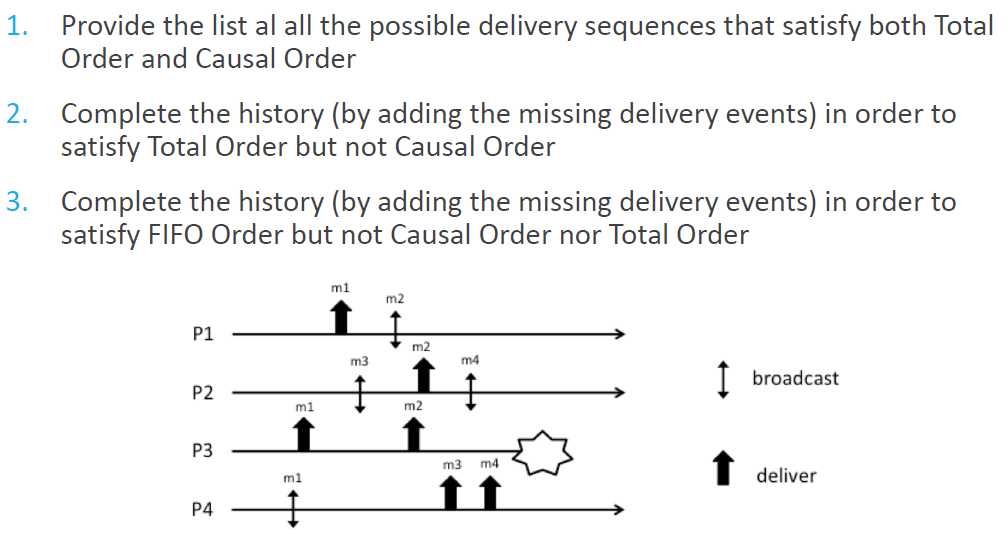 1. Provide the list al all the possible delivery sequences that satisfy both Total
Order and Causal Order
2. Complete the history (by adding the missing delivery events) in order to
satisfy Total Order but not Causal Order
3. Complete the history (by adding the missing delivery events) in order to
satisfy FIFO Order but not Causal Order nor Total Order
m1
m2
P1
m2
m3
m4
broadcast
P2
m1
m2
P3
m3
m4
m1
deliver
P4